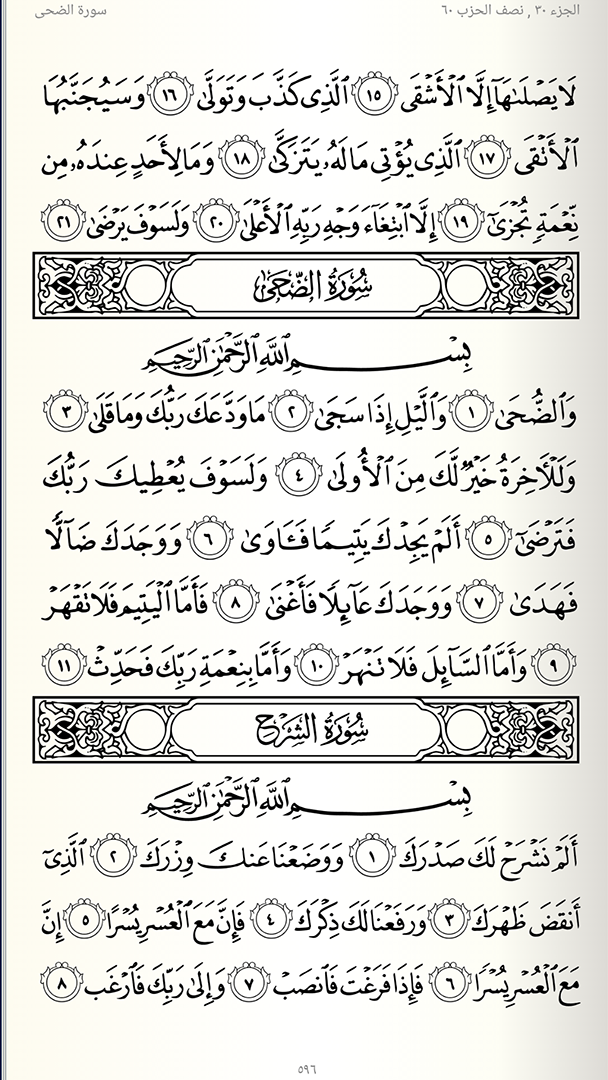 سورة الضحى
الجزء ٣٠ , نصف الحزب ٦٠
لَا يَصۡلَىٰهَآ إِلَّا ٱلۡأَشۡقَى ١٥ ٱلَّذِي كَذَّبَ وَتَوَلَّىٰ ١٦ وَسَيُجَنَّبُهَا
ٱلۡأَتۡقَى ١٧ ٱلَّذِي يُؤۡتِي مَالَهُۥ يَتَزَكَّىٰ ١٨ وَمَا لِأَحَدٍ عِندَهُۥ مِن
نِّعۡمَةٖ تُجۡزَىٰٓ ١٩ إِلَّا ٱبۡتِغَآءَ وَجۡهِ رَبِّهِ ٱلۡأَعۡلَىٰ ٢٠ وَلَسَوۡفَ يَرۡضَىٰ ٢١
سُورَةُ الضُّحَىٰ
بِسۡمِ ٱللَّهِ ٱلرَّحۡمَٰنِ ٱلرَّحِيمِ
وَٱلضُّحَىٰ ١ وَٱلَّيۡلِ إِذَا سَجَىٰ ٢ مَا وَدَّعَكَ رَبُّكَ وَمَا قَلَىٰ ٣
وَلَلۡأٓخِرَةُ خَيۡرٞ لَّكَ مِنَ ٱلۡأُولَىٰ ٤ وَلَسَوۡفَ يُعۡطِيكَ رَبُّكَ
فَتَرۡضَىٰٓ ٥ أَلَمۡ يَجِدۡكَ يَتِيمٗا فَـَٔاوَىٰ ٦ وَوَجَدَكَ ضَآلّٗا
فَهَدَىٰ ٧ وَوَجَدَكَ عَآئِلٗا فَأَغۡنَىٰ ٨ فَأَمَّا ٱلۡيَتِيمَ فَلَا تَقۡهَرۡ
٩ وَأَمَّا ٱلسَّآئِلَ فَلَا تَنۡهَرۡ ١٠ وَأَمَّا بِنِعۡمَةِ رَبِّكَ فَحَدِّثۡ ١١
سُورَةُ الشَّرۡحِ
بِسۡمِ ٱللَّهِ ٱلرَّحۡمَٰنِ ٱلرَّحِيمِ
أَلَمۡ نَشۡرَحۡ لَكَ صَدۡرَكَ ١ وَوَضَعۡنَا عَنكَ وِزۡرَكَ ٢ ٱلَّذِيٓ
أَنقَضَ ظَهۡرَكَ ٣ وَرَفَعۡنَا لَكَ ذِكۡرَكَ ٤ فَإِنَّ مَعَ ٱلۡعُسۡرِ يُسۡرًا ٥ إِنَّ
مَعَ ٱلۡعُسۡرِ يُسۡرٗا ٦ فَإِذَا فَرَغۡتَ فَٱنصَبۡ ٧ وَإِلَىٰ رَبِّكَ فَٱرۡغَب ٨
٥٩٦